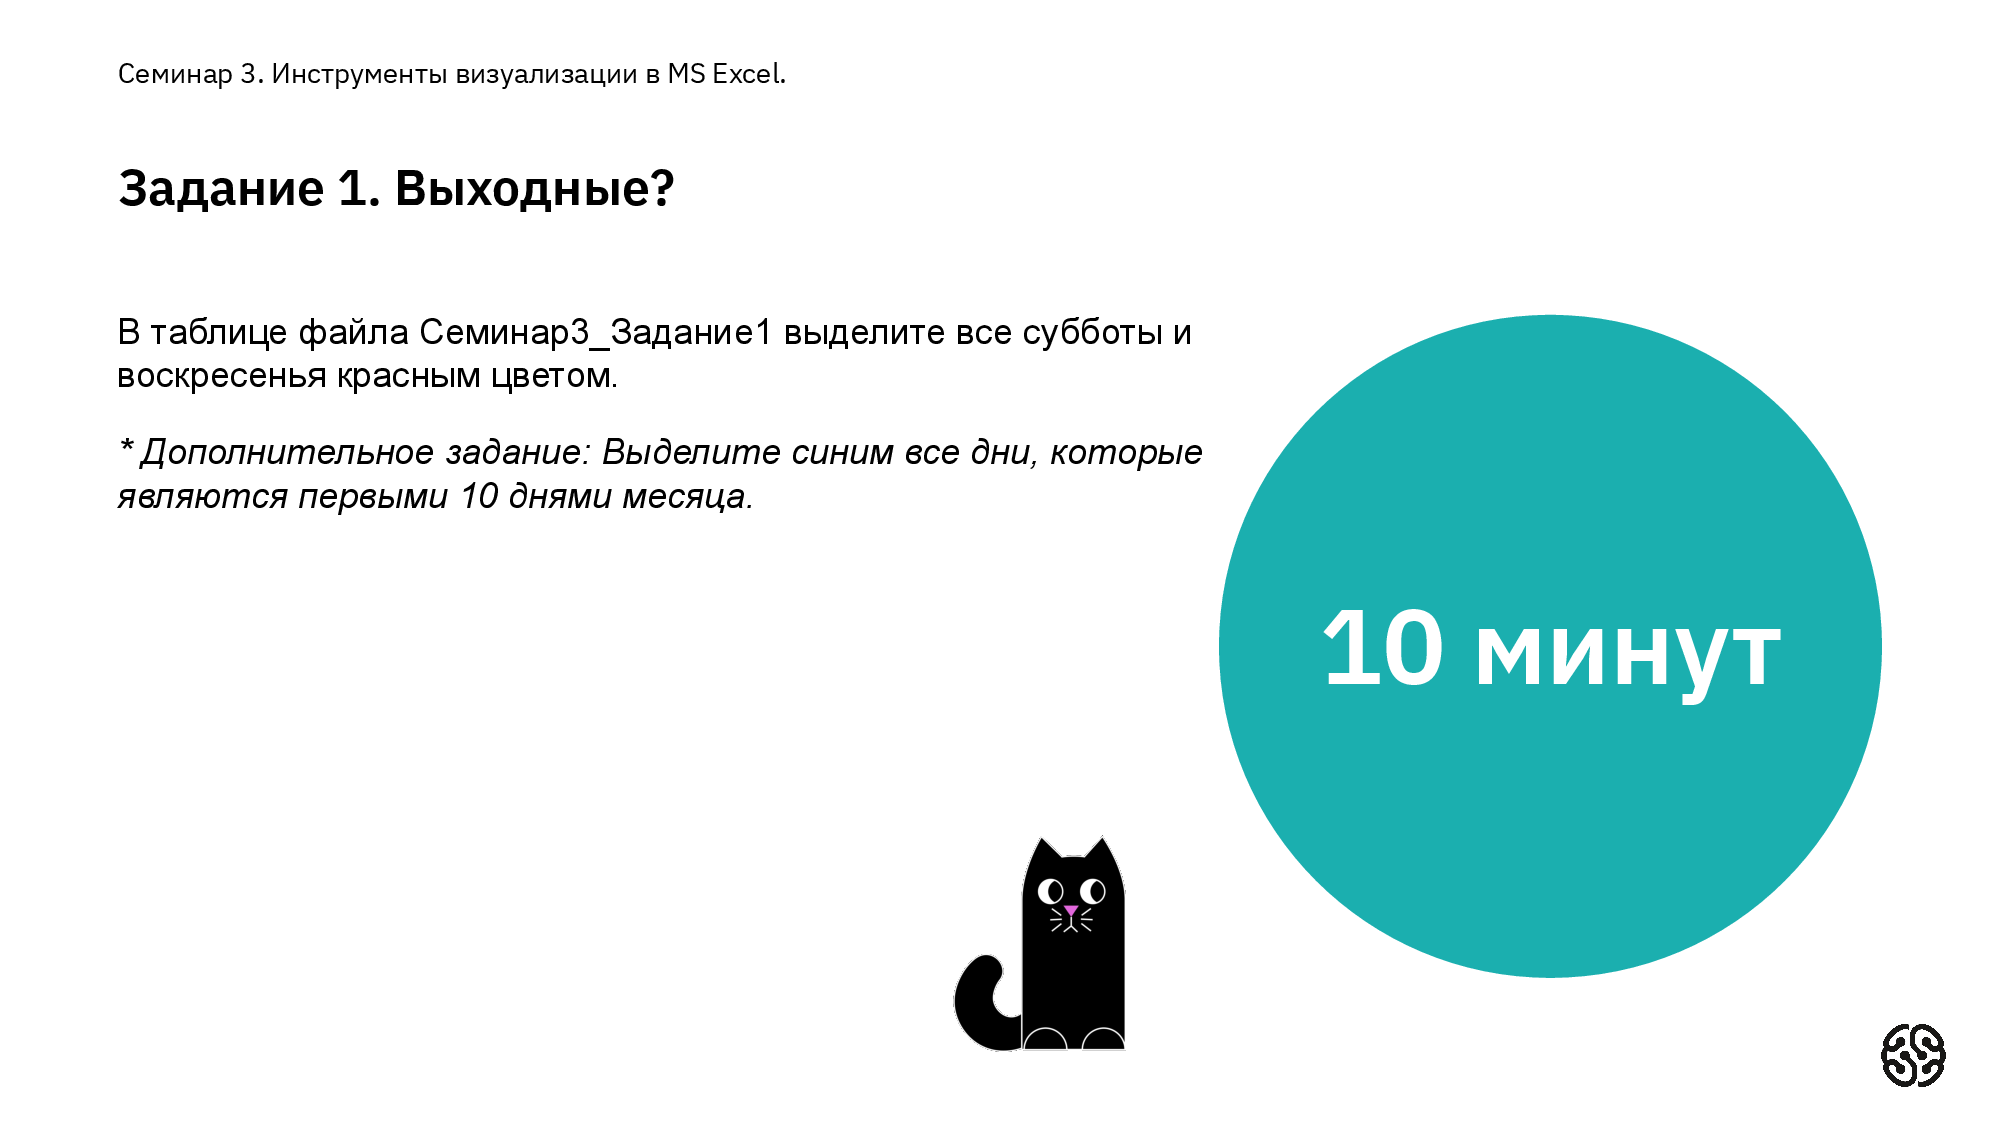 Семинар 3. Инструменты визуализации в MS Excel.
Задание 1. Выходные?
В таблице файла Семинар3_Задание1 выделите все субботы и
воскресенья красным цветом.
* Дополнительное задание: Выделите синим все дни, которые
являются первыми 10 днями месяца.
10 минут